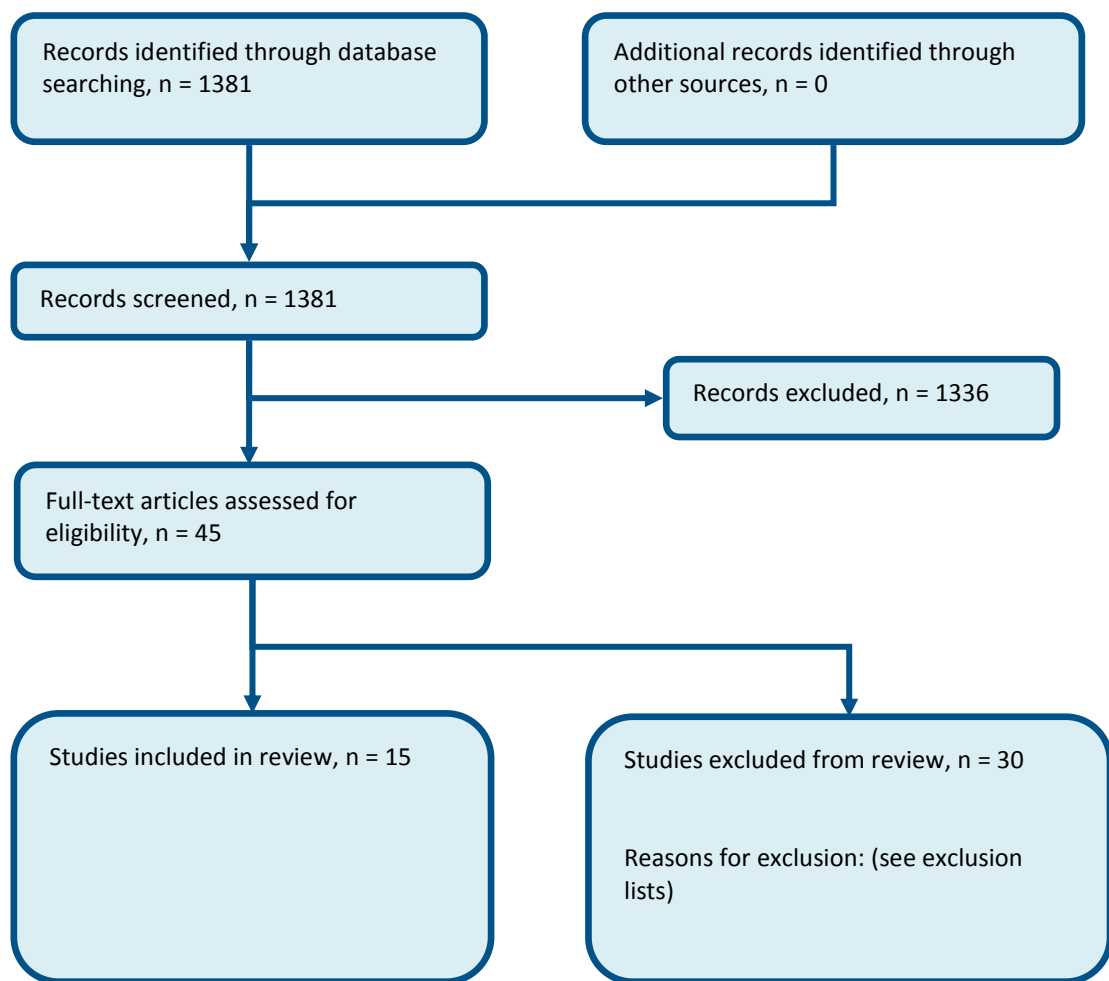 Records identified through database
searching, n = 1381
Additional records identified through
other sources, n = 0
Records screened, n = 1381
Records excluded, n = 1336
Full-text articles assessed for
eligibility, n = 45
Studies included in review, n = 15
Studies excluded from review, n = 30
Reasons for exclusion: (see exclusion
lists)